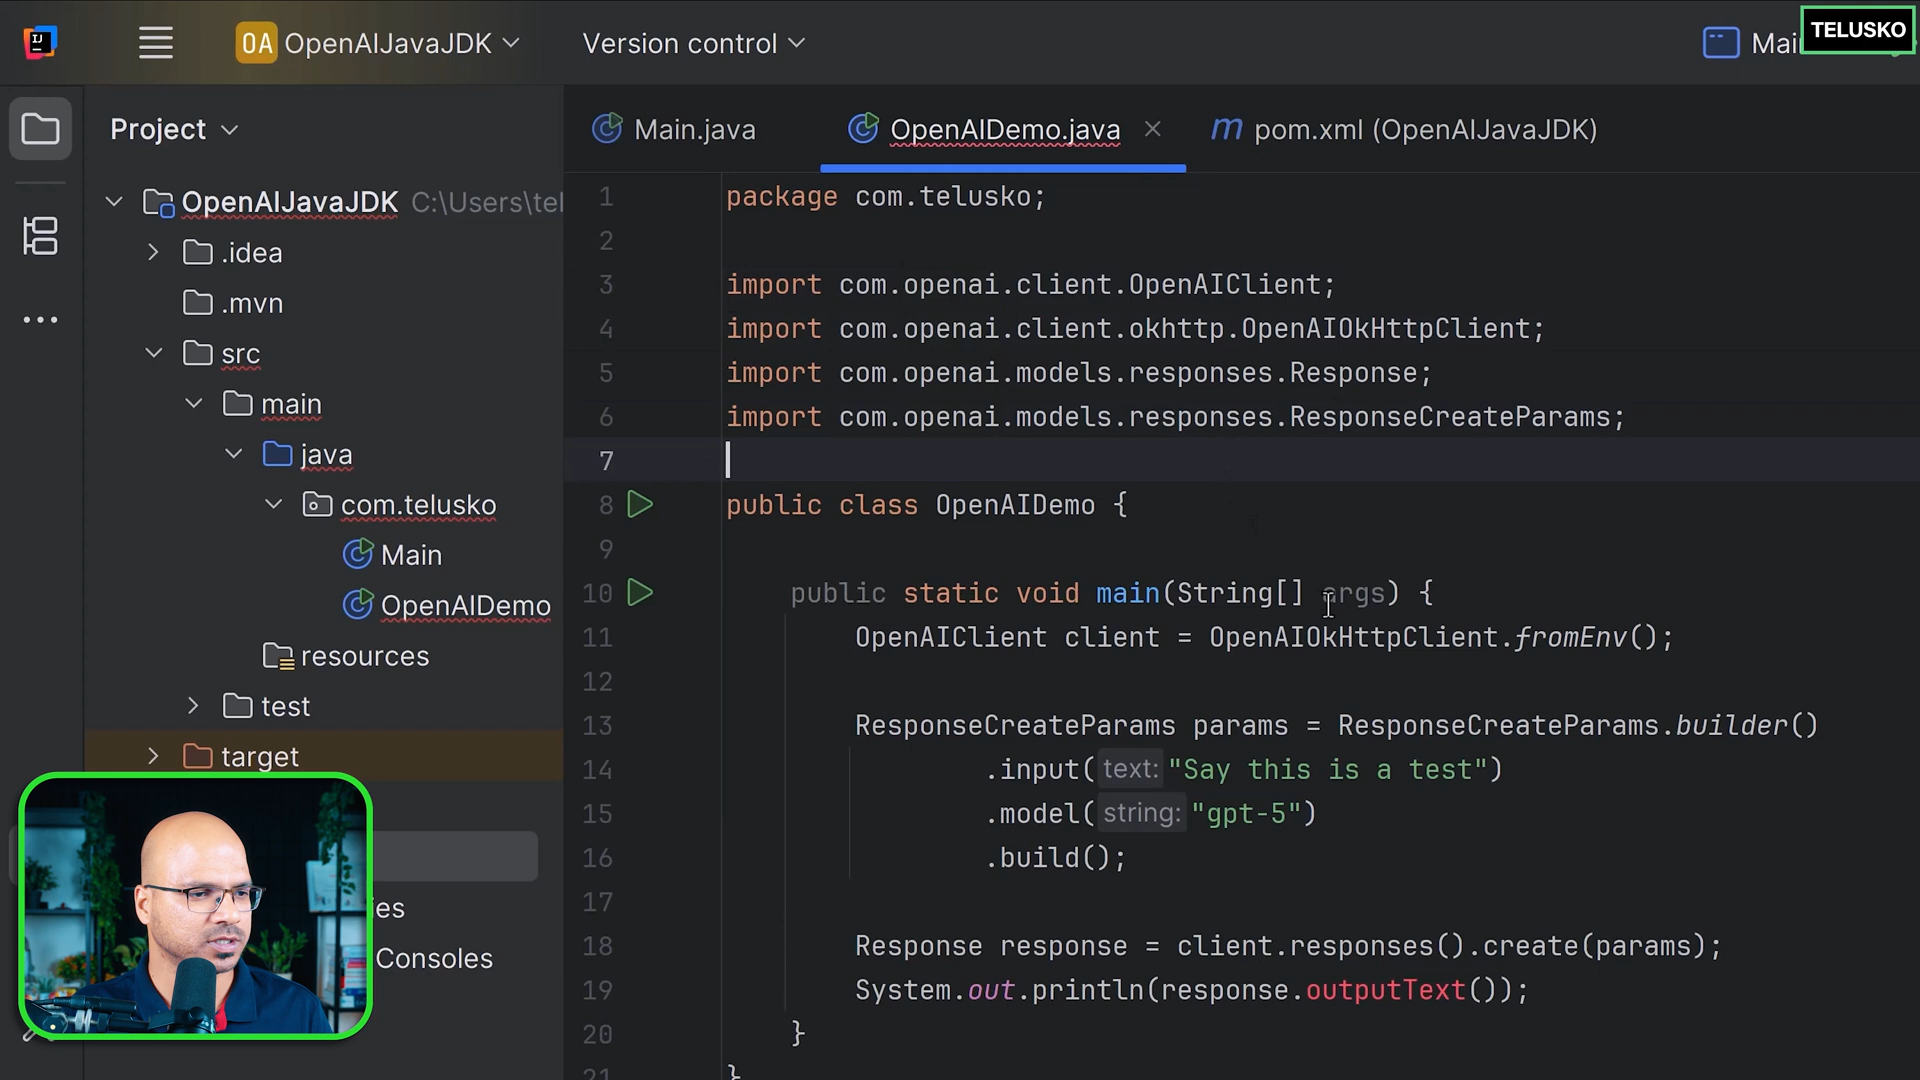 IJ
OA OpenAIJavaJDK
Version control
TELUSKO
Project
Main.java
OpenAIDemo.java
m pom.xml (OpenAIJavaJDK)
OpenAIJavaJDK C:\Users\tel
.idea
.mvn
src
main
java
com.telusko
Main
OpenAIDemo
resources
test
target
ies
Consoles
1 package com.telusko;
2
3 import com.openai.client.OpenAIClient;
4 import com.openai.client.okhttp.OpenAIOkHttpClient;
5 import com.openai.models.responses.Response;
6 import com.openai.models.responses.ResponseCreateParams;
7
8 public class OpenAIDemo {
9
10 public static void main(String[] args) {
11 OpenAIClient client = OpenAIOkHttpClient.fromEnv();
12
13 ResponseCreateParams params = ResponseCreateParams.builder()
14 .input( text: "Say this is a test")
15 .model( string: "gpt-5")
16 .build();
17
18 Response response = client.responses().create(params);
19 System.out.println(response.outputText());
20 }
21 }